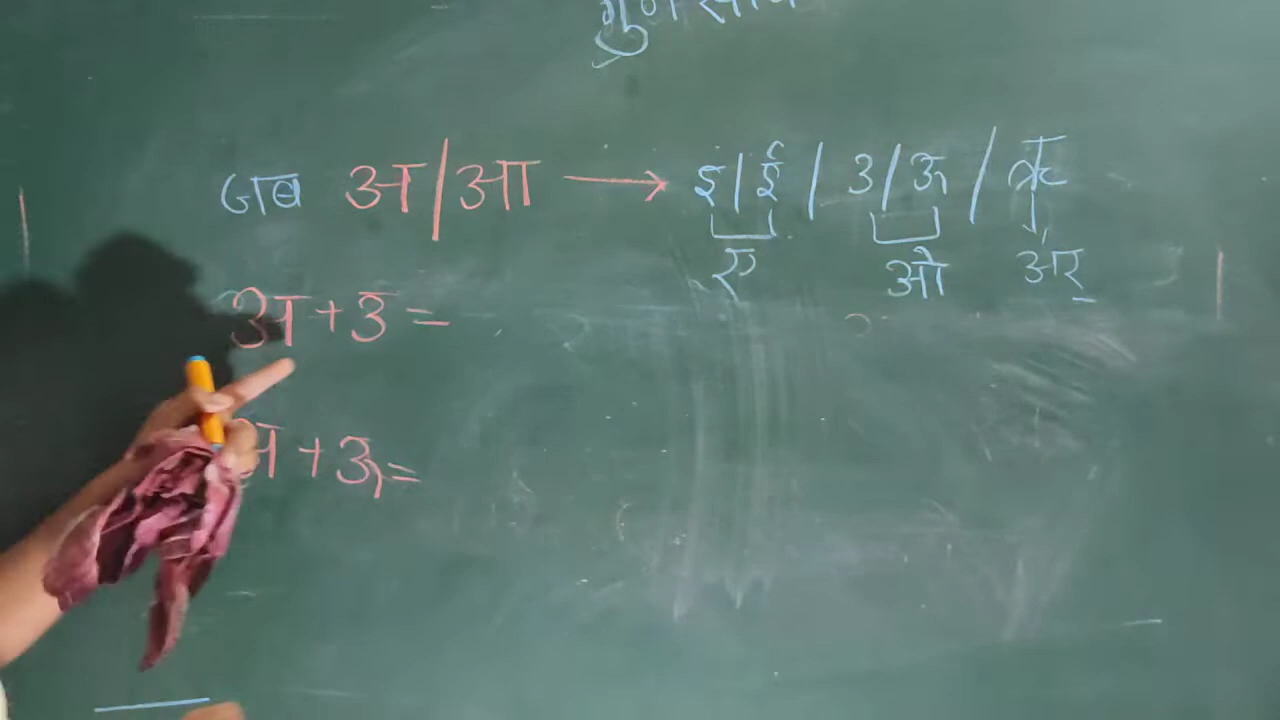 गुण
जब अ/आ → इ/ई / उ/ऊ / ऋ
ए ओ अर
अ + उ =
अ + ऊ =